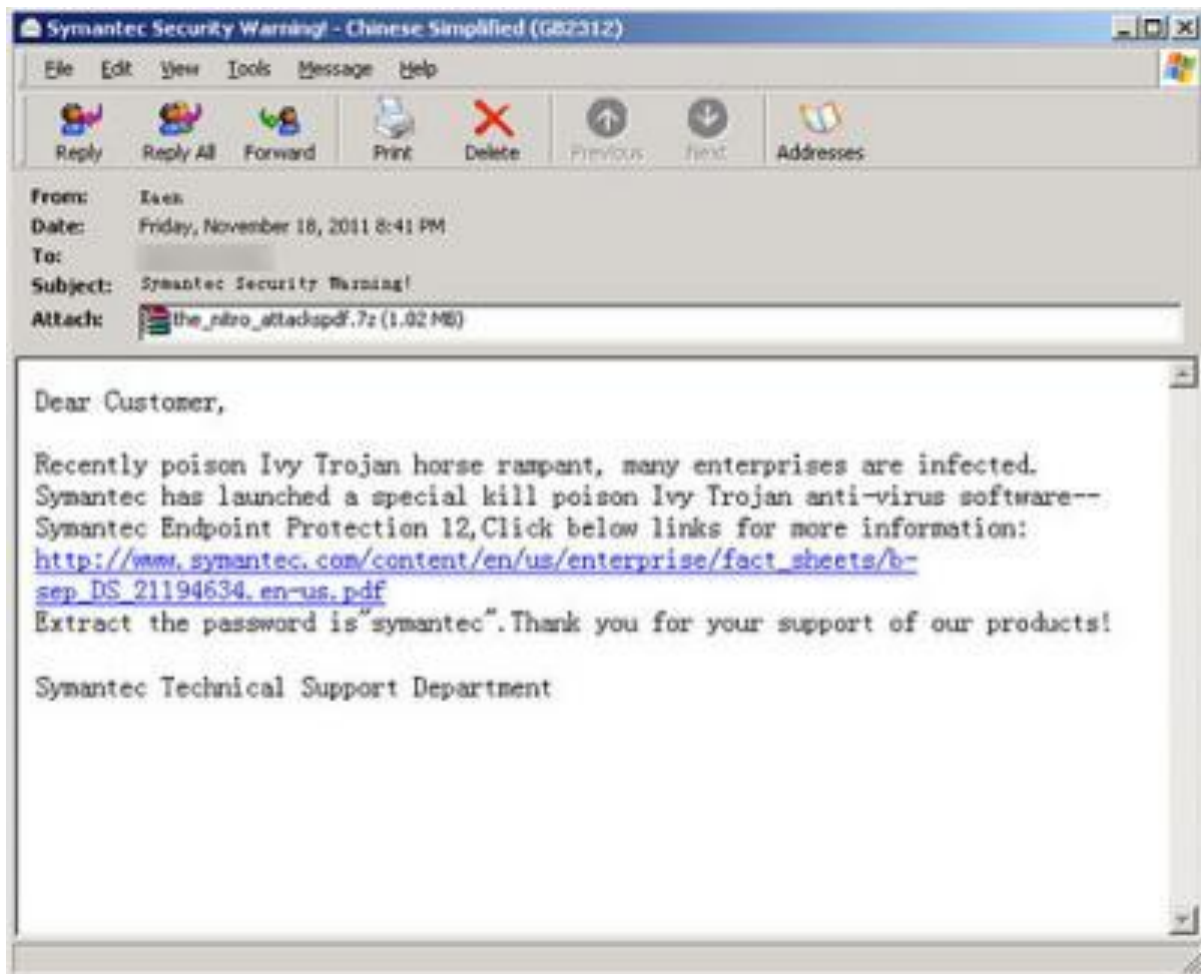 Symantec Security Warning! - Chinese Simplified (GB2312)
File Edit View Tools Message Help
Reply Reply All Forward Print Delete Previous Next Addresses
From:
Date: Friday, November 18, 2011 8:41 PM
To:
Subject: Symantec Security Warning!
Attach: the_nitro_attackspdf.7z (1.02 MB)
Dear Customer,
Recently poison Ivy Trojan horse rampant, many enterprises are infected.
Symantec has launched a special kill poison Ivy Trojan anti-virus software--
Symantec Endpoint Protection 12,Click below links for more information:
http://www.symantec.com/content/en/us/enterprise/fact_sheets/b-
sep_DS_21194634.en-us.pdf
Extract the password is"symantec".Thank you for your support of our products!
Symantec Technical Support Department